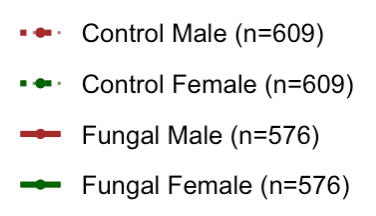 Control Male (n=609)
Control Female (n=609)
Fungal Male (n=576)
Fungal Female (n=576)